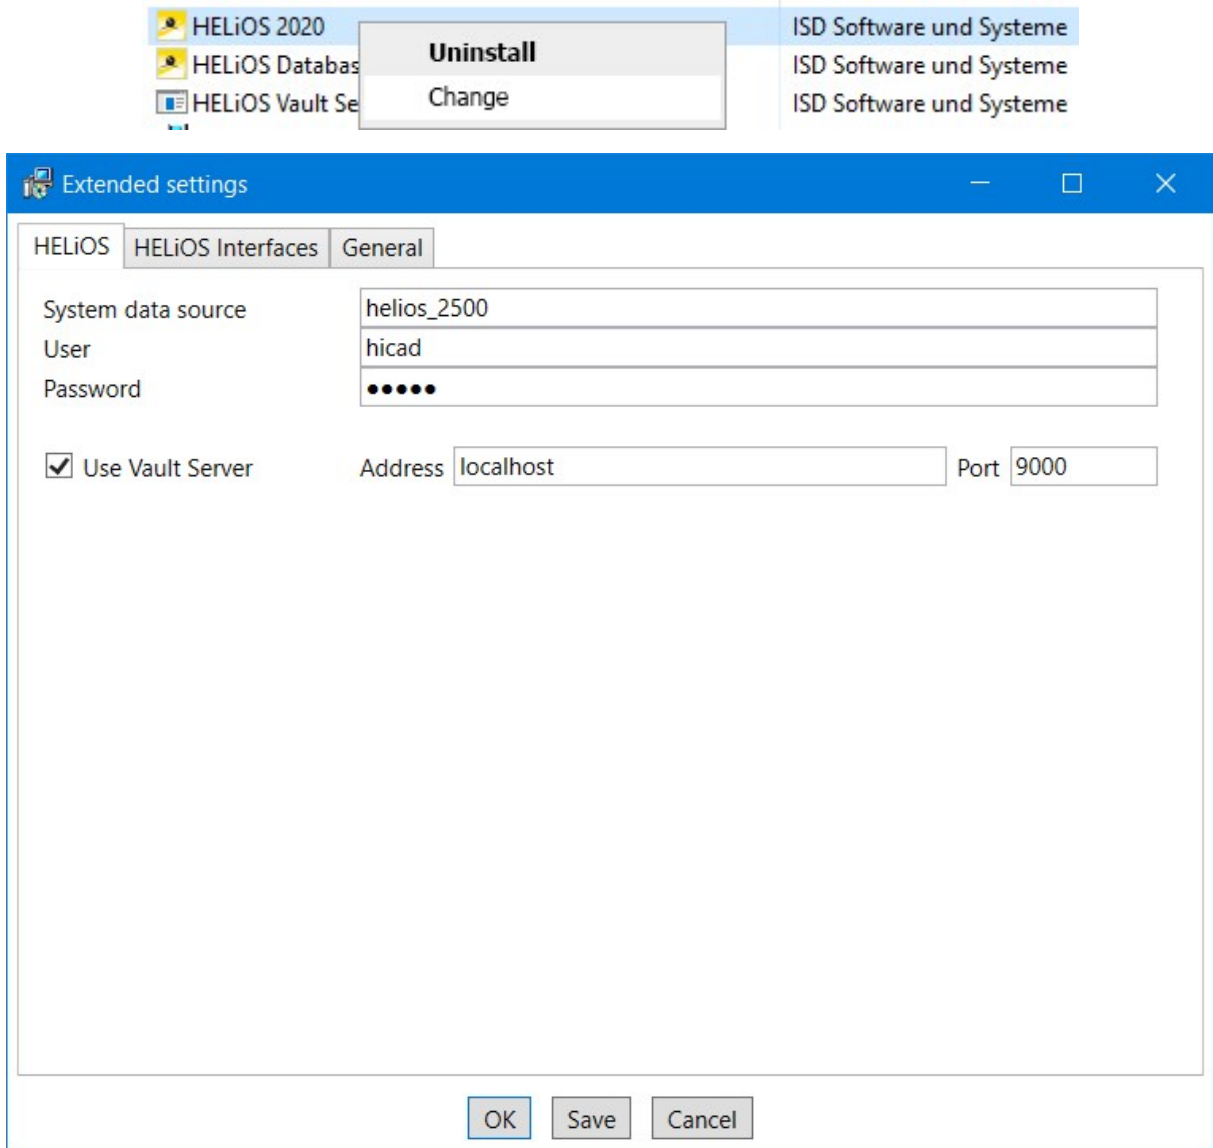 HELiOS 2020 ISD Software und Systeme
Uninstall
HELiOS Databas ISD Software und Systeme
Change
HELiOS Vault Se ISD Software und Systeme
Extended settings
HELiOS HELiOS Interfaces General
System data source helios_2500
User hicad
Password ●●●●●
Use Vault Server Address localhost Port 9000
OK Save Cancel